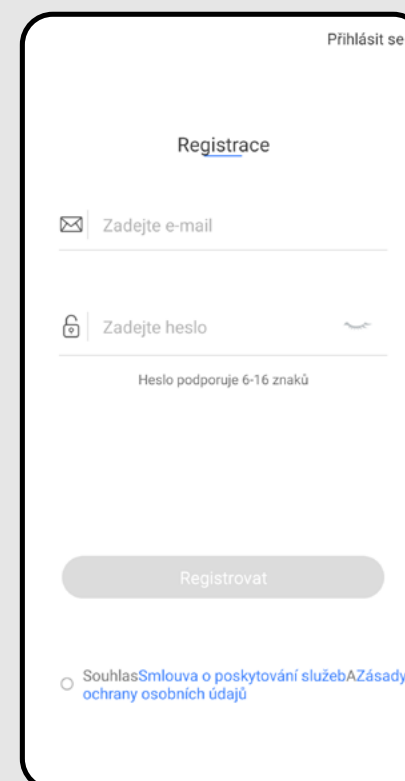 Přihlásit se
Registrace
Zadejte e-mail
Zadejte heslo
Heslo podporuje 6-16 znaků
Registrovat
SouhlasSmlouva o poskytování služebAZásady
ochrany osobních údajů